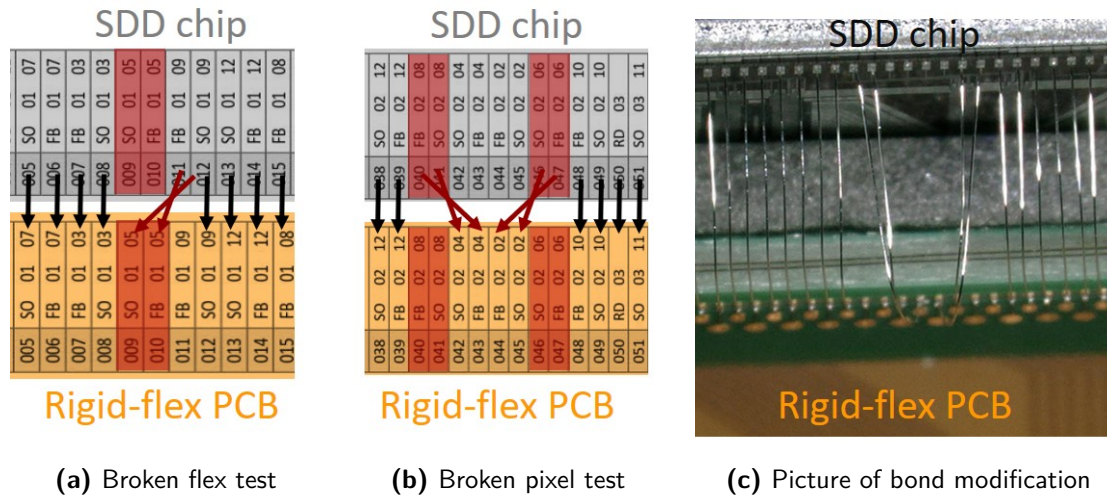 SDD chip
005 SO 01 07
006 FB 01 07
007 FB 01 03
008 SO 01 03
009 SO 01 05
010 FB 01 05
011 FB 01 09
012 SO 01 09
013 SO 01 12
014 FB 01 12
015 FB 01 08
005 SO 01 07
006 FB 01 07
007 FB 01 03
008 SO 01 03
009 SO 01 05
010 FB 01 05
011 FB 01 09
012 SO 01 09
013 SO 01 12
014 FB 01 12
015 FB 01 08
Rigid-flex PCB
(a) Broken flex test
SDD chip
038 SO 02 12
039 FB 02 12
040 FB 02 08
041 SO 02 08
042 SO 02 04
043 FB 02 04
044 FB 02 02
045 SO 02 02
046 SO 02 06
047 FB 02 06
048 FB 02 10
049 SO 02 10
050 RD 03
051 SO 03 11
038 SO 02 12
039 FB 02 12
040 FB 02 08
041 SO 02 08
042 SO 02 04
043 FB 02 04
044 FB 02 02
045 SO 02 02
046 SO 02 06
047 FB 02 06
048 FB 02 10
049 SO 02 10
050 RD 03
051 SO 03 11
Rigid-flex PCB
(b) Broken pixel test
SDD chip
Rigid-flex PCB
(c) Picture of bond modification